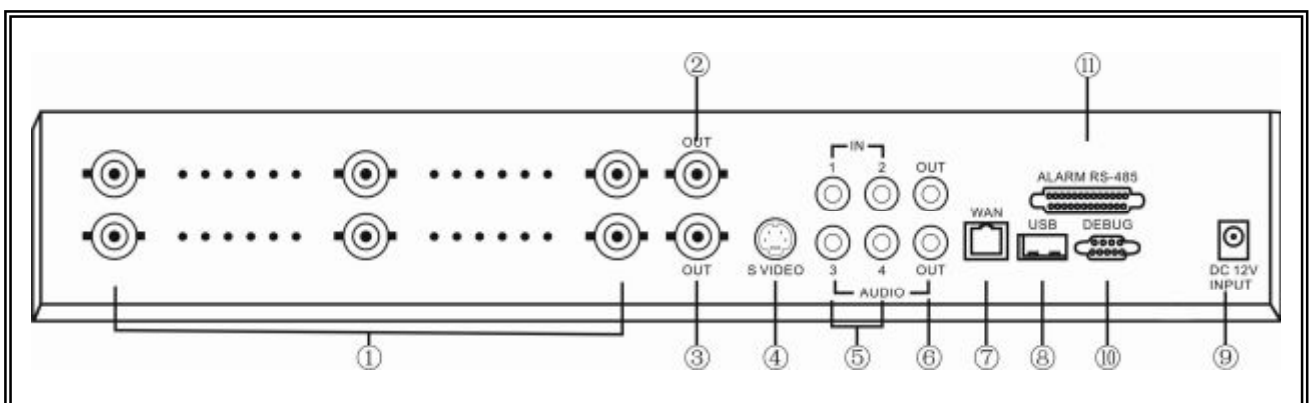 ② ⑪
OUT IN
1 2 OUT
ALARM RS-485
WAN USB DEBUG
OUT S VIDEO 3 4 OUT DC 12V
AUDIO INPUT
① ③ ④ ⑤ ⑥ ⑦ ⑧ ⑩ ⑨